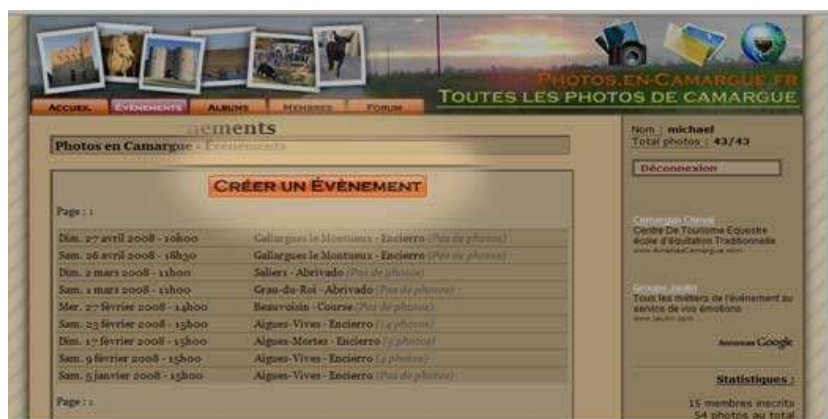 PHOTOS.EN-CAMARGUE.FR
TOUTES LES PHOTOS DE CAMARGUE
ACCUEIL ÉVÈNEMENTS ALBUMS MEMBRES FORUM
nements
Photos en Camargue - Événements
CRÉER UN ÉVÈNEMENT
Page : 1
Dim. 27 avril 2008 - 10h00 Gallargues le Montueux - Encierro (Pas de photos)
Sam. 26 avril 2008 - 18h30 Gallargues le Montueux - Encierro (Pas de photos)
Dim. 2 mars 2008 - 11h00 Saliers - Abrivado (Pas de photos)
Sam. 1 mars 2008 - 11h00 Grau-du-Roi - Abrivado (Pas de photos)
Mer. 27 février 2008 - 14h00 Beauvoisin - Course (Pas de photos)
Sam. 23 février 2008 - 15h00 Aigues-Vives - Encierro (14 photos)
Dim. 17 février 2008 - 15h00 Aigues-Mortes - Encierro (5 photos)
Sam. 9 février 2008 - 15h00 Aigues-Vives - Encierro (4 photos)
Sam. 5 janvier 2008 - 15h00 Aigues-Vives - Encierro (Pas de photos)
Page : 1
Nom : michael
Total photos : 43/43
Déconnexion
Camargue Cheval
Centre De Tourisme Equestre
école d'équitation Traditionnelle
Groupe Jaulin
Tous les métiers de l'événement au
service de vos émotions
www.jaulin.com
Annonces Google
Statistiques :
15 membres inscrits
54 photos au total